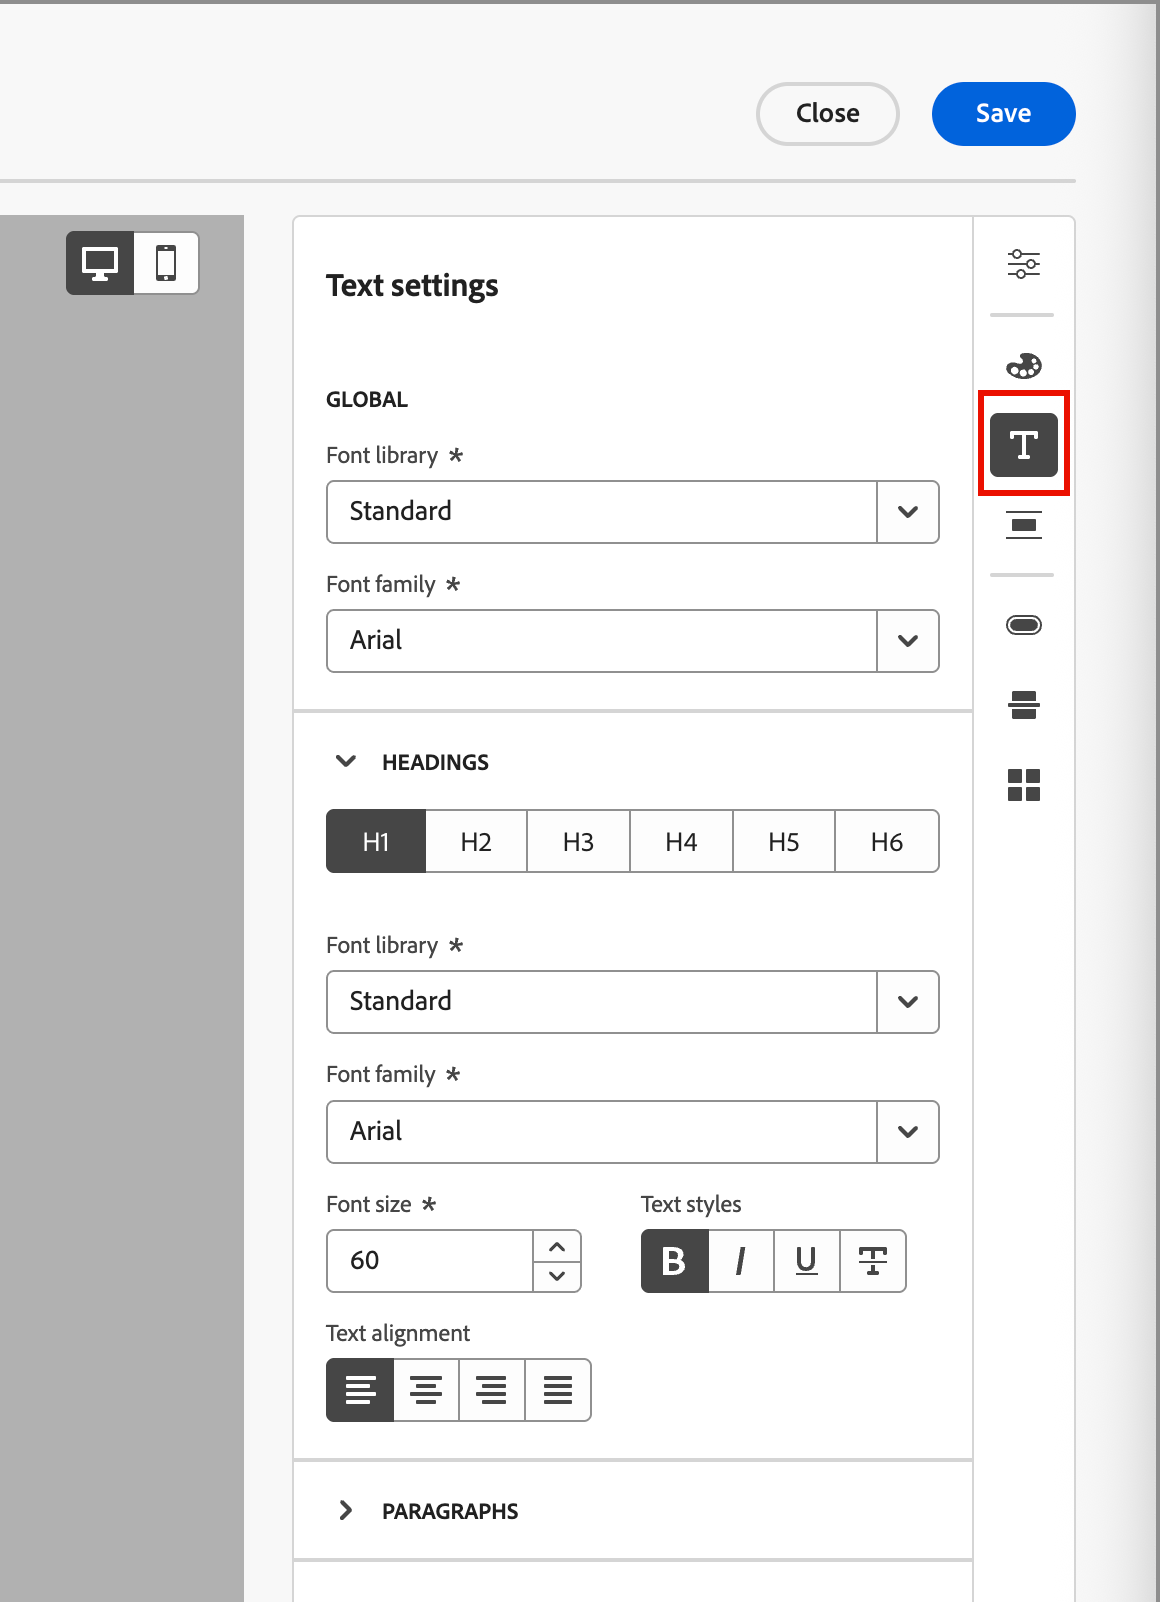 Close
Save
Text settings
GLOBAL
Font library *
Standard
Font family *
Arial
HEADINGS
H1 H2 H3 H4 H5 H6
Font library *
Standard
Font family *
Arial
Font size * Text styles
60 B I U T
Text alignment
PARAGRAPHS
T